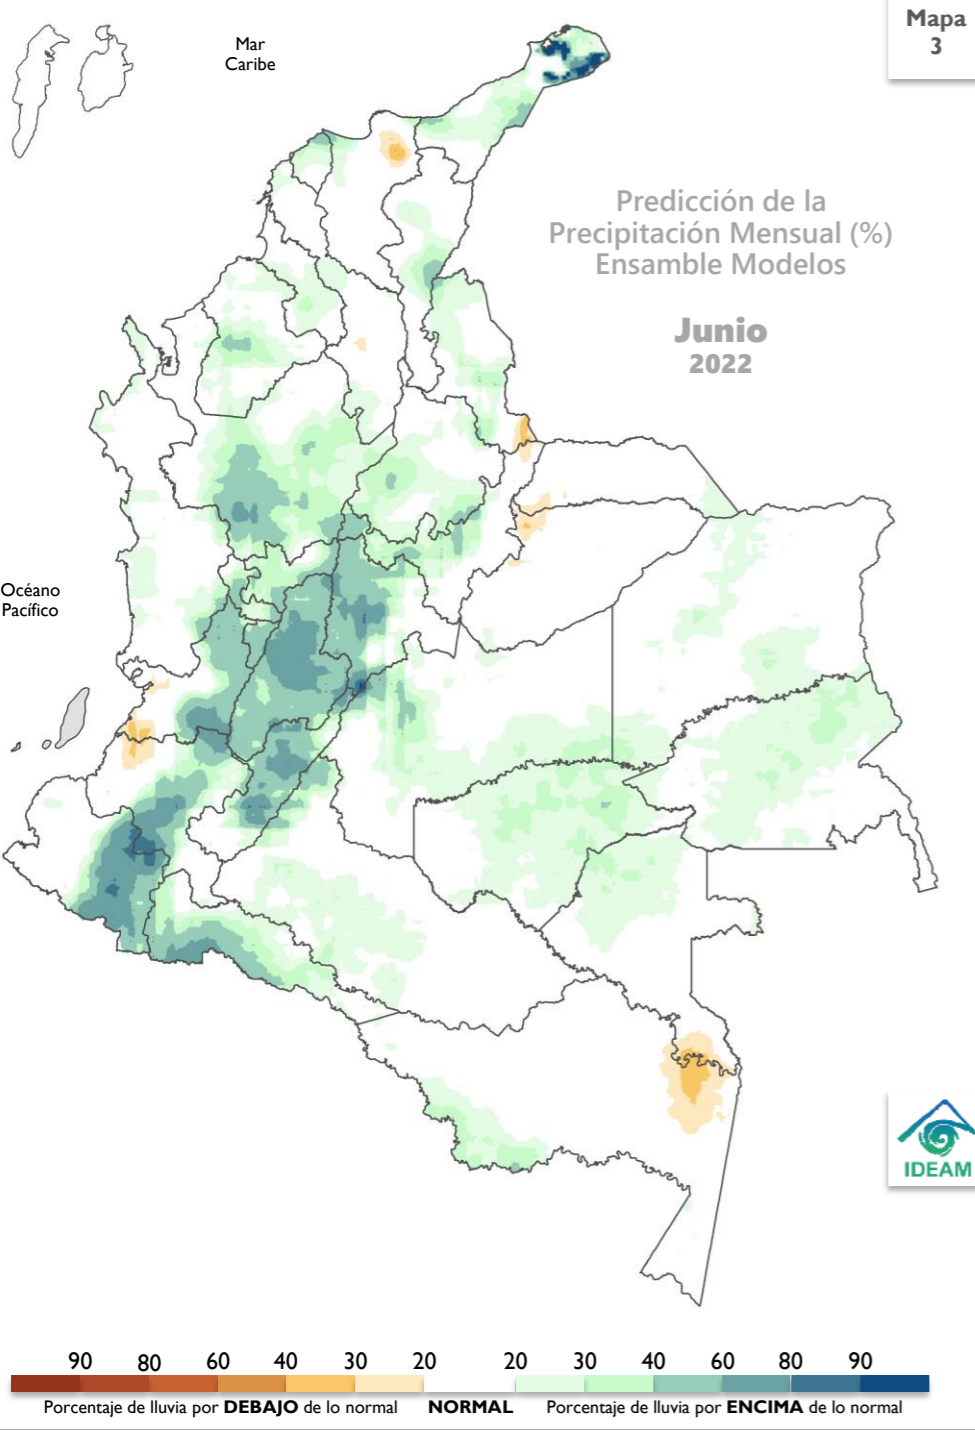 Mapa
3
Mar
Caribe
Predicción de la
Precipitación Mensual (%)
Ensamble Modelos
Junio
2022
Océano
Pacífico
IDEAM
90 80 60 40 30 20 20 30 40 60 80 90
Porcentaje de lluvia por DEBAJO de lo normal NORMAL Porcentaje de lluvia por ENCIMA de lo normal